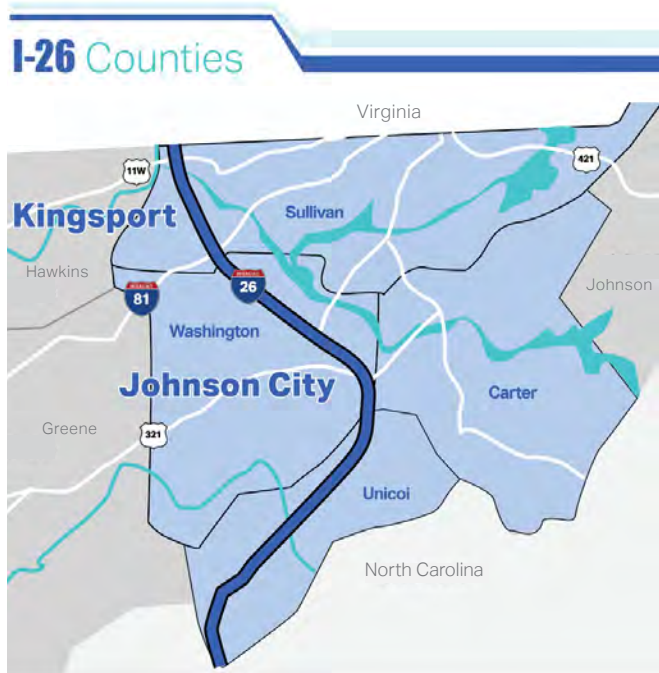 I-26 Counties
Virginia
11W
421
Kingsport
Sullivan
Hawkins
81
26
Johnson
Washington
Johnson City
Carter
Greene
321
Unicoi
North Carolina